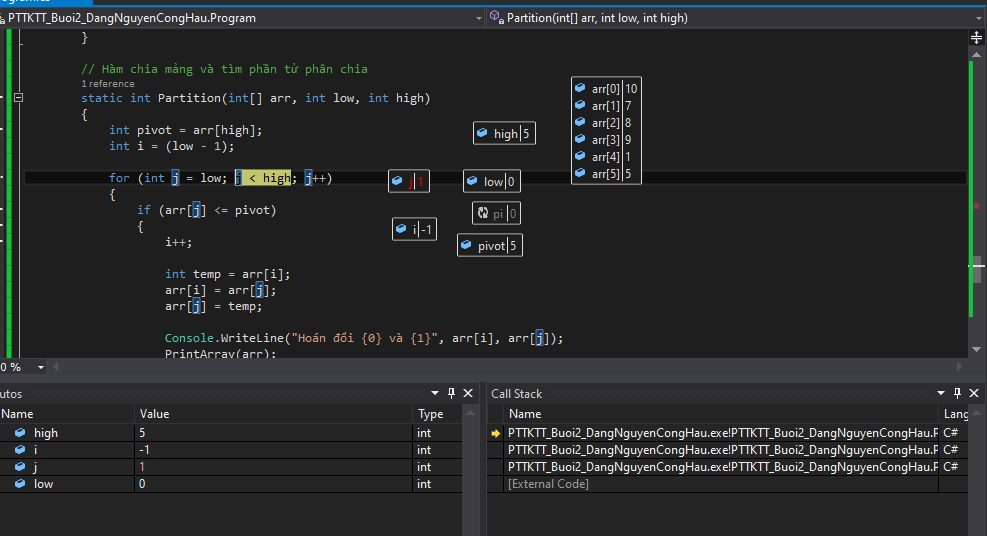 PTTKTT_Buoi2_DangNguyenCongHau.Program
Partition(int[] arr, int low, int high)
}
// Hàm chia mảng và tìm phần tử phân chia
1 reference
static int Partition(int[] arr, int low, int high)
{
int pivot = arr[high];
int i = (low - 1);
for (int j = low; j < high; j++)
{
if (arr[j] <= pivot)
{
i++;
int temp = arr[i];
arr[i] = arr[j];
arr[j] = temp;
Console.WriteLine("Hoán đổi {0} và {1}", arr[i], arr[j]);
PrintArray(arr);
high 5
j 1
low 0
pi 0
i -1
pivot 5
arr[0] 10
arr[1] 7
arr[2] 8
arr[3] 9
arr[4] 1
arr[5] 5
0 %
utos
Name Value Type
high 5 int
i -1 int
j 1 int
low 0 int
Call Stack
Name Lang
PTTKTT_Buoi2_DangNguyenCongHau.exe!PTTKTT_Buoi2_DangNguyenCongHau.P C#
PTTKTT_Buoi2_DangNguyenCongHau.exe!PTTKTT_Buoi2_DangNguyenCongHau.P C#
PTTKTT_Buoi2_DangNguyenCongHau.exe!PTTKTT_Buoi2_DangNguyenCongHau.P C#
[External Code]